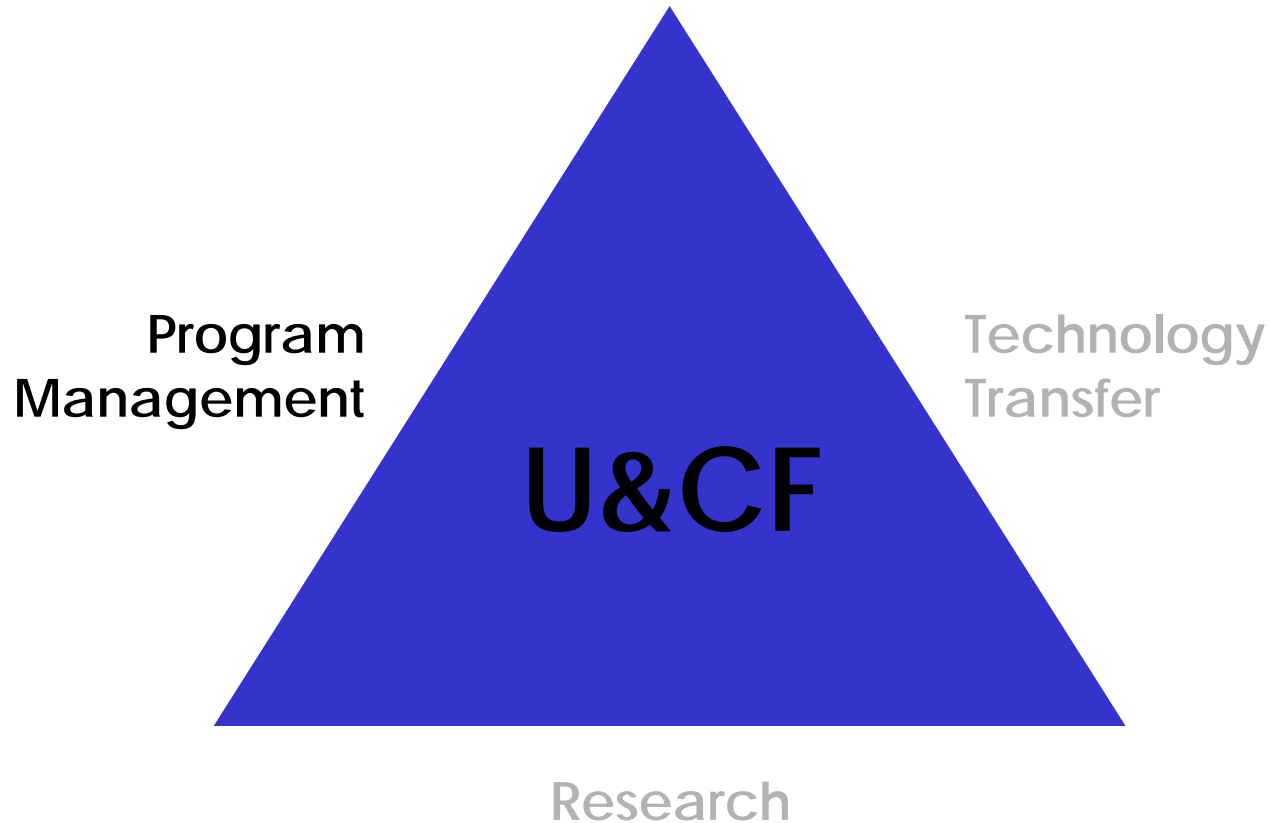 Program
Management
Technology
Transfer
U&CF
Research